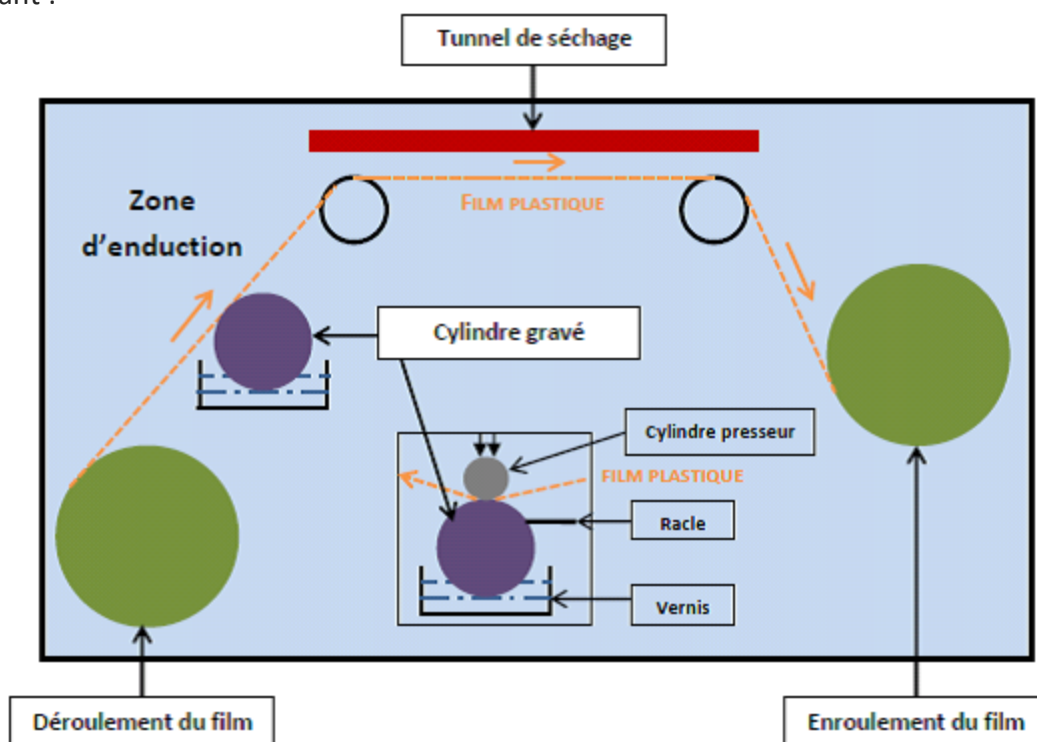 Tunnel de séchage
Zone
d'enduction
FILM PLASTIQUE
Cylindre gravé
Cylindre presseur
FILM PLASTIQUE
Racle
Vernis
Déroulement du film
Enroulement du film